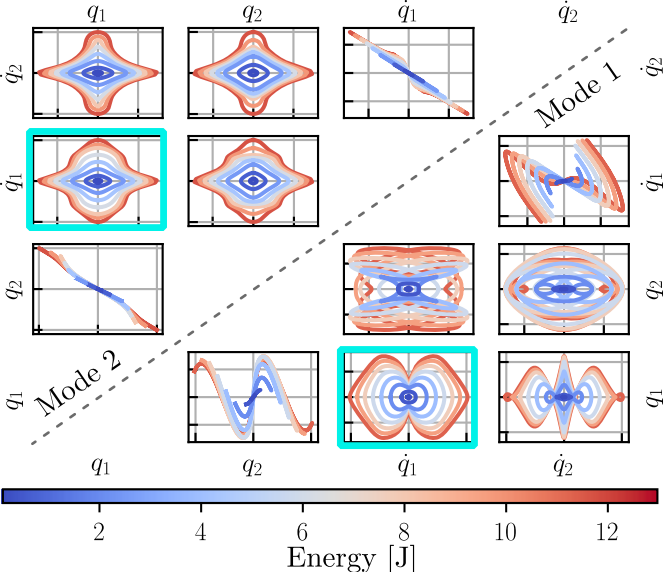 q₁ q₂ q̇₁ q̇₂
q̇₂ q̇₂
Mode 1
q̇₁ q̇₁
q₂ q₂
Mode 2
q₁ q₁
q₁ q₂ q̇₁ q̇₂
2 4 6 8 10 12
Energy [J]